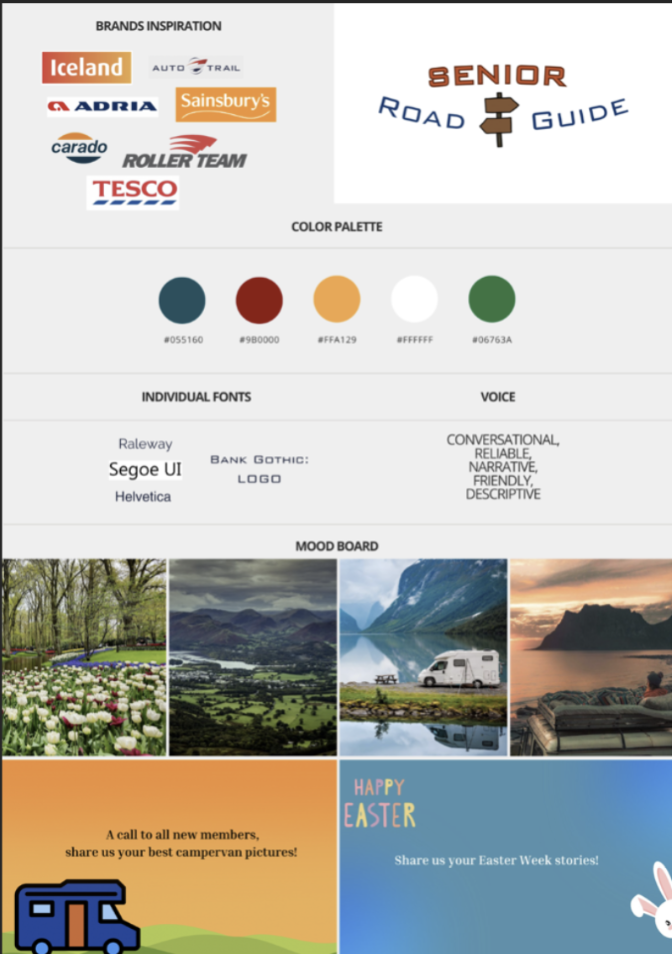 BRANDS INSPIRATION
Iceland
AUTO TRAIL
ADRIA
Sainsbury's
carado
ROLLER TEAM
TESCO
SENIOR
ROAD GUIDE
COLOR PALETTE
#055160
#9B0000
#FFA129
#FFFFFF
#06763A
INDIVIDUAL FONTS
Raleway
Segoe UI
Helvetica
BANK GOTHIC:
LOGO
VOICE
CONVERSATIONAL,
RELIABLE,
NARRATIVE,
FRIENDLY,
DESCRIPTIVE
MOOD BOARD
A call to all new members,
share us your best campervan pictures!
HAPPY
EASTER
Share us your Easter Week stories!